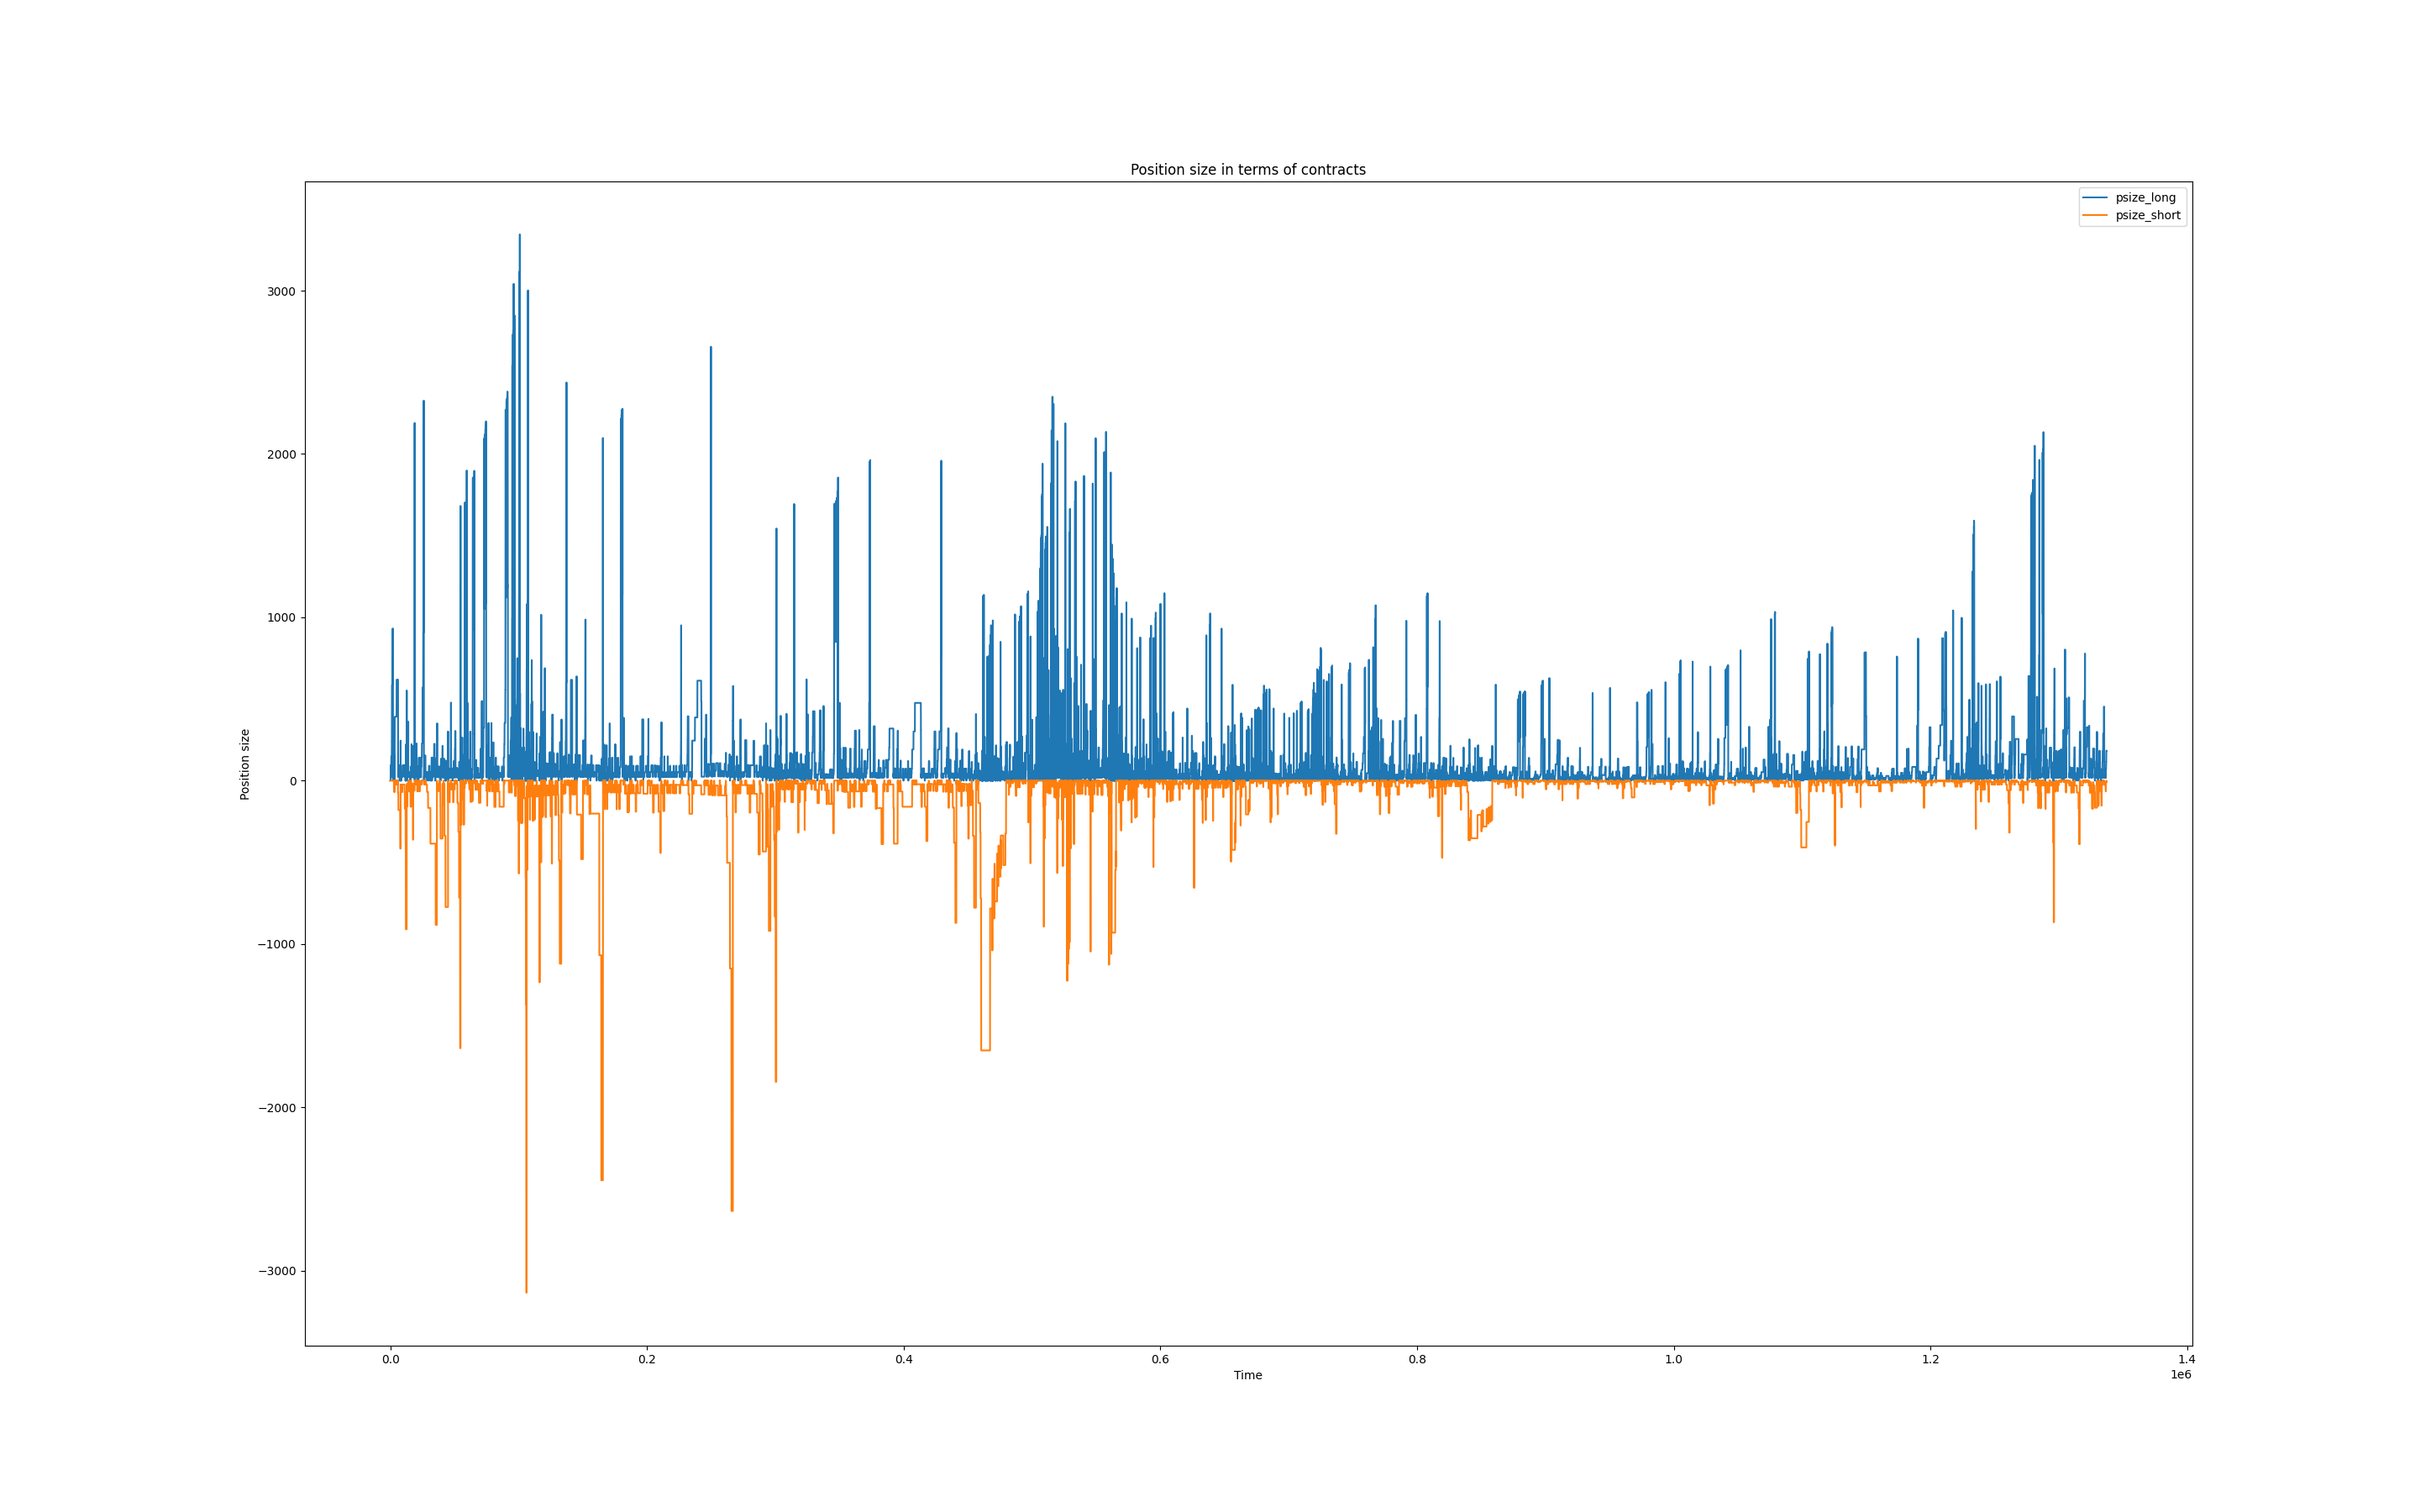 Position size in terms of contracts
psize_long
psize_short
3000
2000
1000
0
−1000
−2000
−3000
Position size
0.0
0.2
0.4
0.6
0.8
1.0
1.2
1.4
Time
1e6